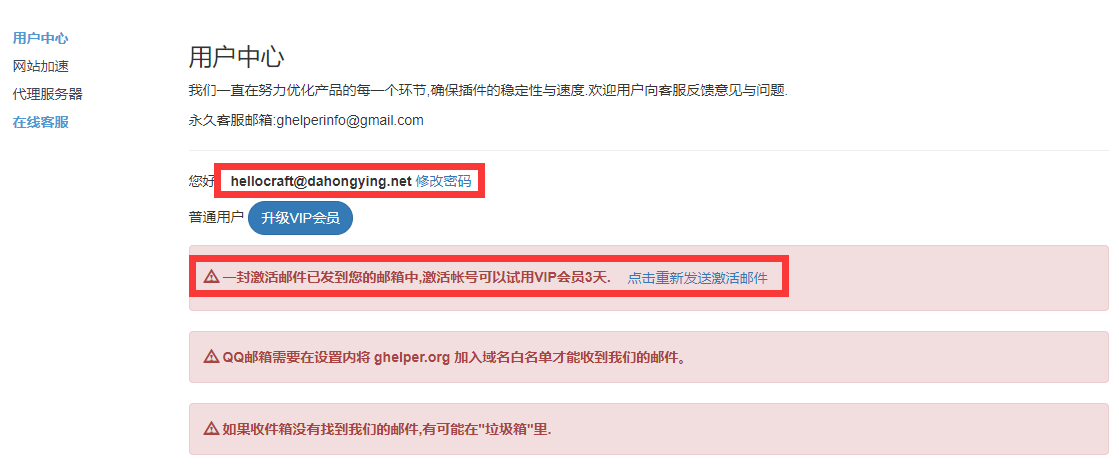 用户中心
网站加速
代理服务器
在线客服
用户中心
我们一直在努力优化产品的每一个环节,确保插件的稳定性与速度.欢迎用户向客服反馈意见与问题.
永久客服邮箱:ghelperinfo@gmail.com
您好 hellocraft@dahongying.net 修改密码
普通用户 升级VIP会员
一封激活邮件已发到您的邮箱中,激活帐号可以试用VIP会员3天. 点击重新发送激活邮件
QQ邮箱需要在设置内将 ghelper.org 加入域名白名单才能收到我们的邮件。
如果收件箱没有找到我们的邮件,有可能在"垃圾箱"里.